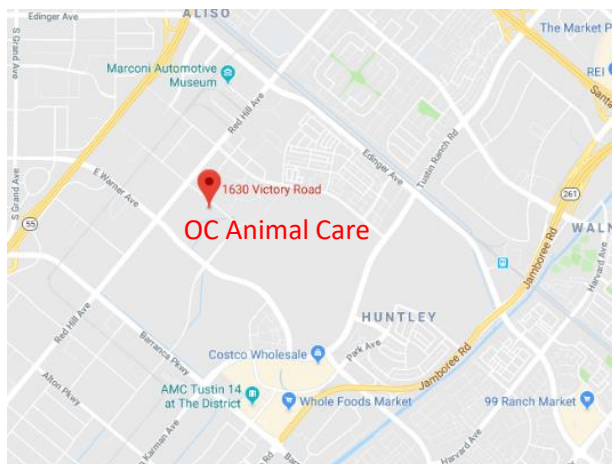 ALISO
Edinger Ave
The Market P
S Grand Ave
Marconi Automotive
Museum
REI
Santa
Red Hill Ave
Edinger Ave
Tustin Ranch Rd
E Warner Ave
1630 Victory Road
261
S Grand Ave
55
OC Animal Care
WALN
Jamboree Rd
Harvard Ave
Red Hill Ave
HUNTLEY
Barranca Pkwy
Costco Wholesale
Park Ave
Jamboree Rd
Alton Pkwy
AMC Tustin 14
at The District
Whole Foods Market
99 Ranch Market
n Karman Ave
Barr
Harvard Ave